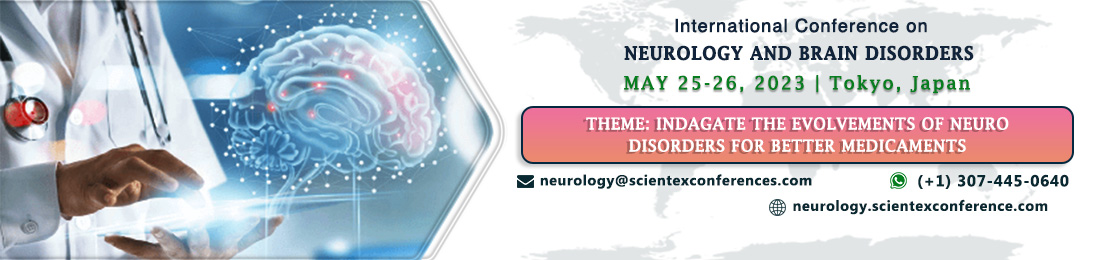 International Conference on
NEUROLOGY AND BRAIN DISORDERS
MAY 25-26, 2023 | Tokyo, Japan
THEME: INDAGATE THE EVOLVEMENTS OF NEURO
DISORDERS FOR BETTER MEDICAMENTS
neurology@scientexconferences.com (+1) 307-445-0640
neurology.scientexconference.com